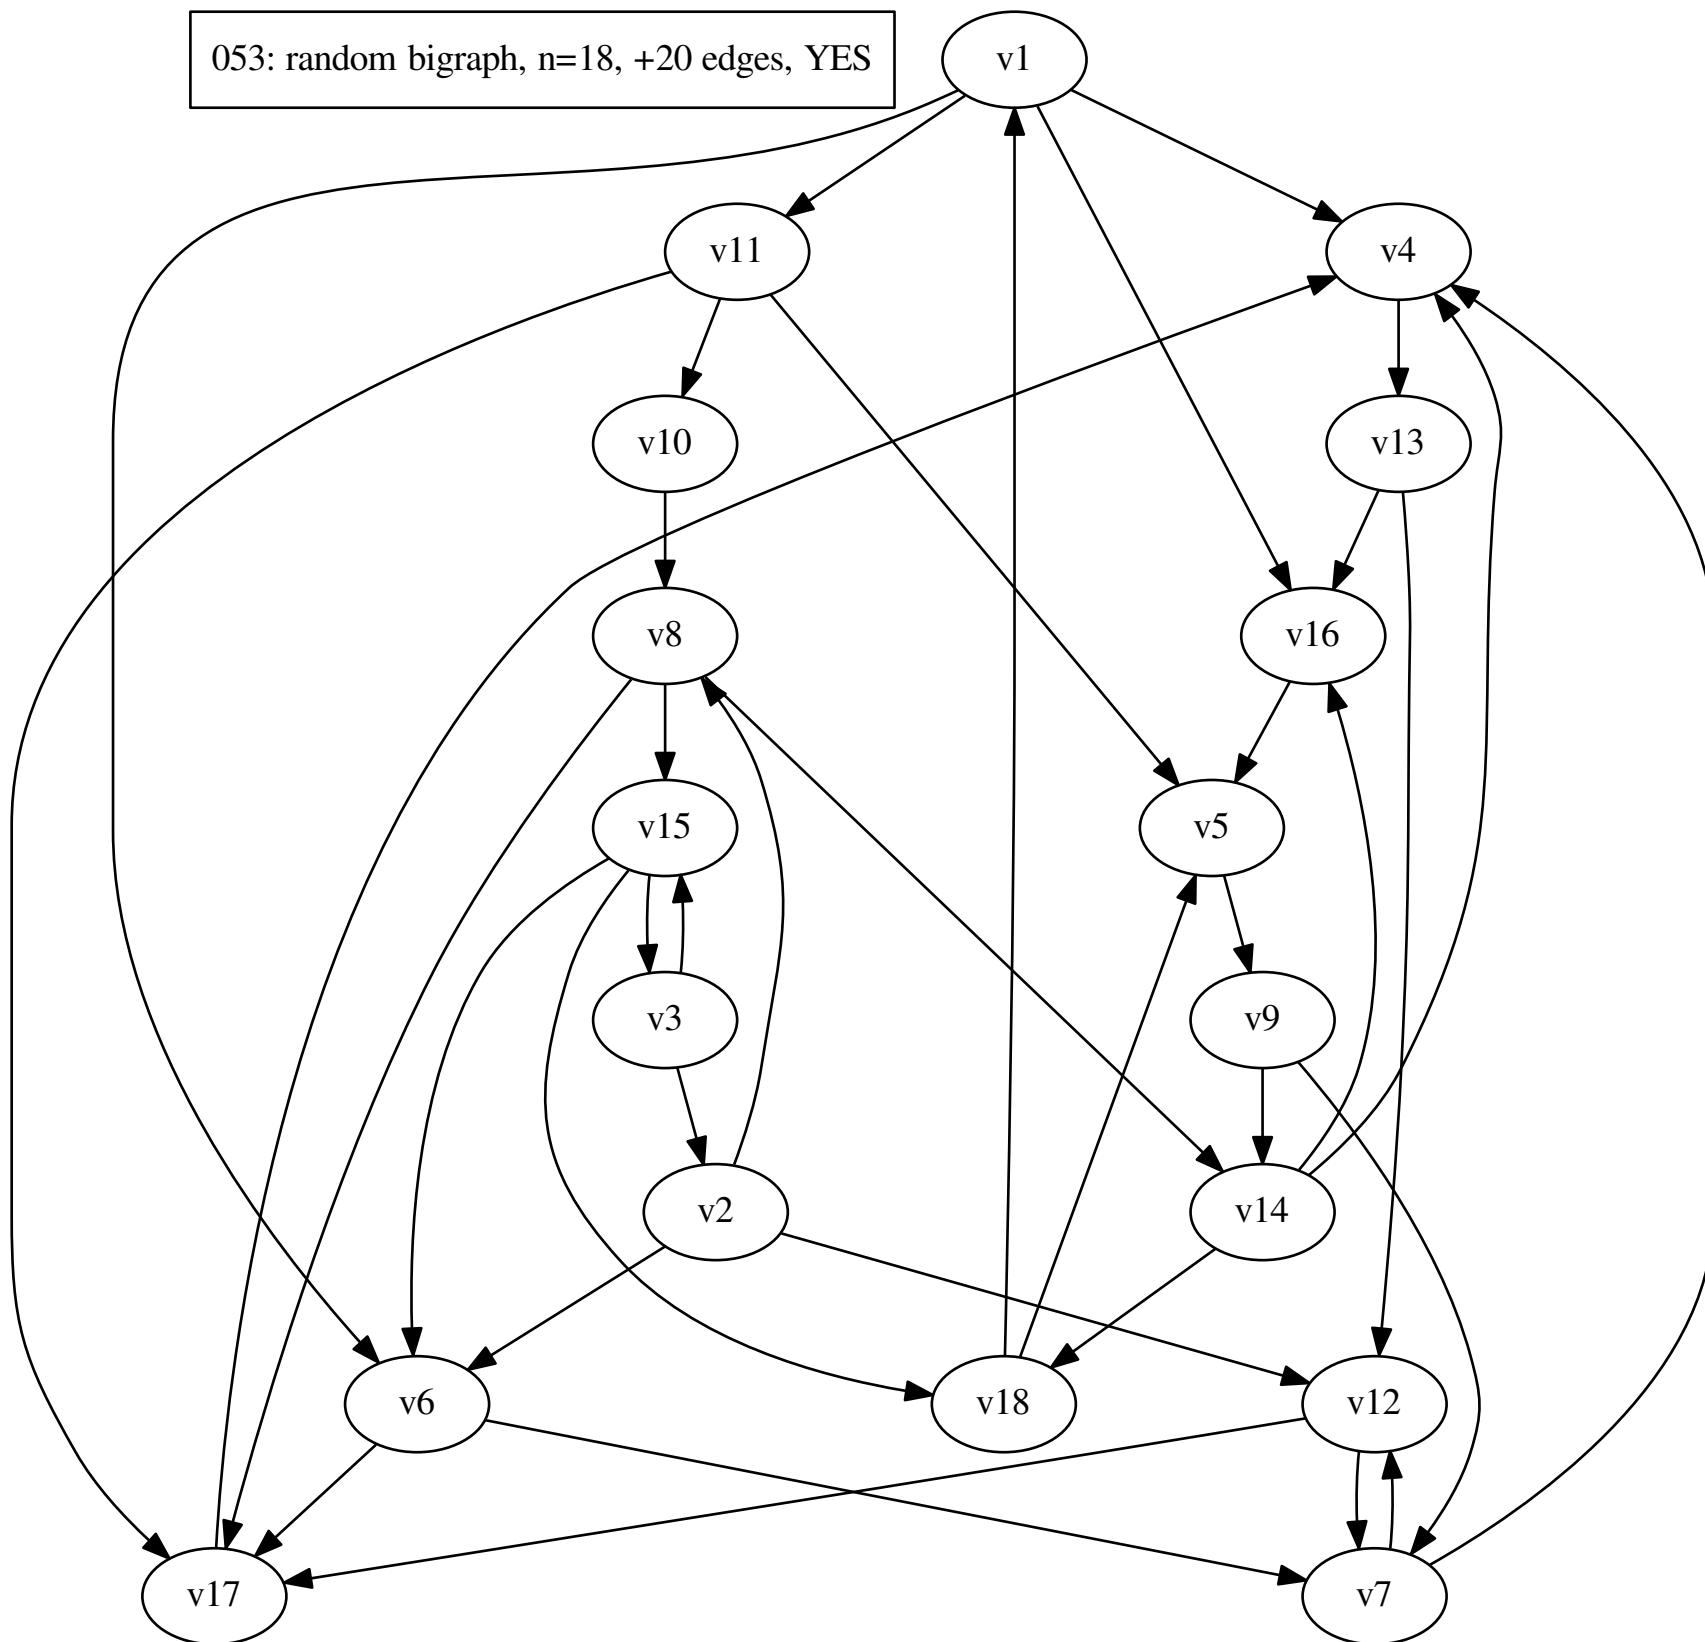 053: random bigraph, n=18, +20 edges, YES
v1
v11
v4
v10
v13
v8
v16
v15
v5
v3
v9
v2
v14
v6
v18
v12
v17
v7